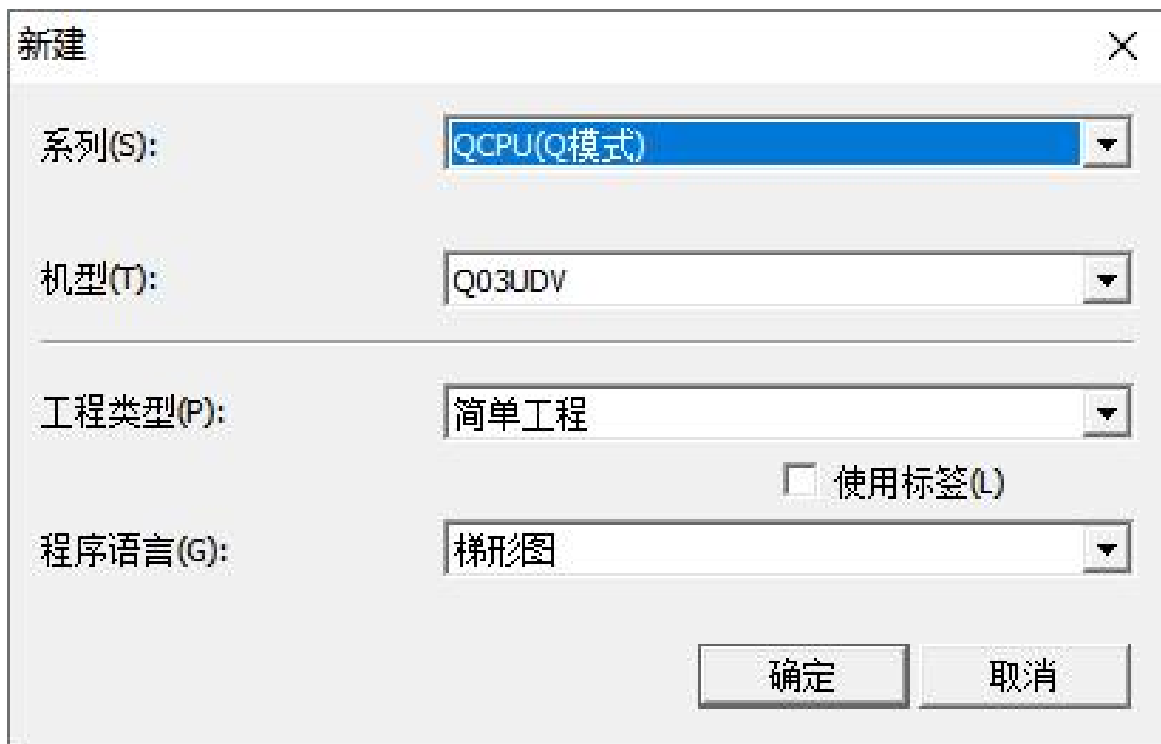 新建
系列(S): QCPU(Q模式)
机型(T): Q03UDV
工程类型(P): 简单工程
使用标签(L)
程序语言(G): 梯形图
确定 取消